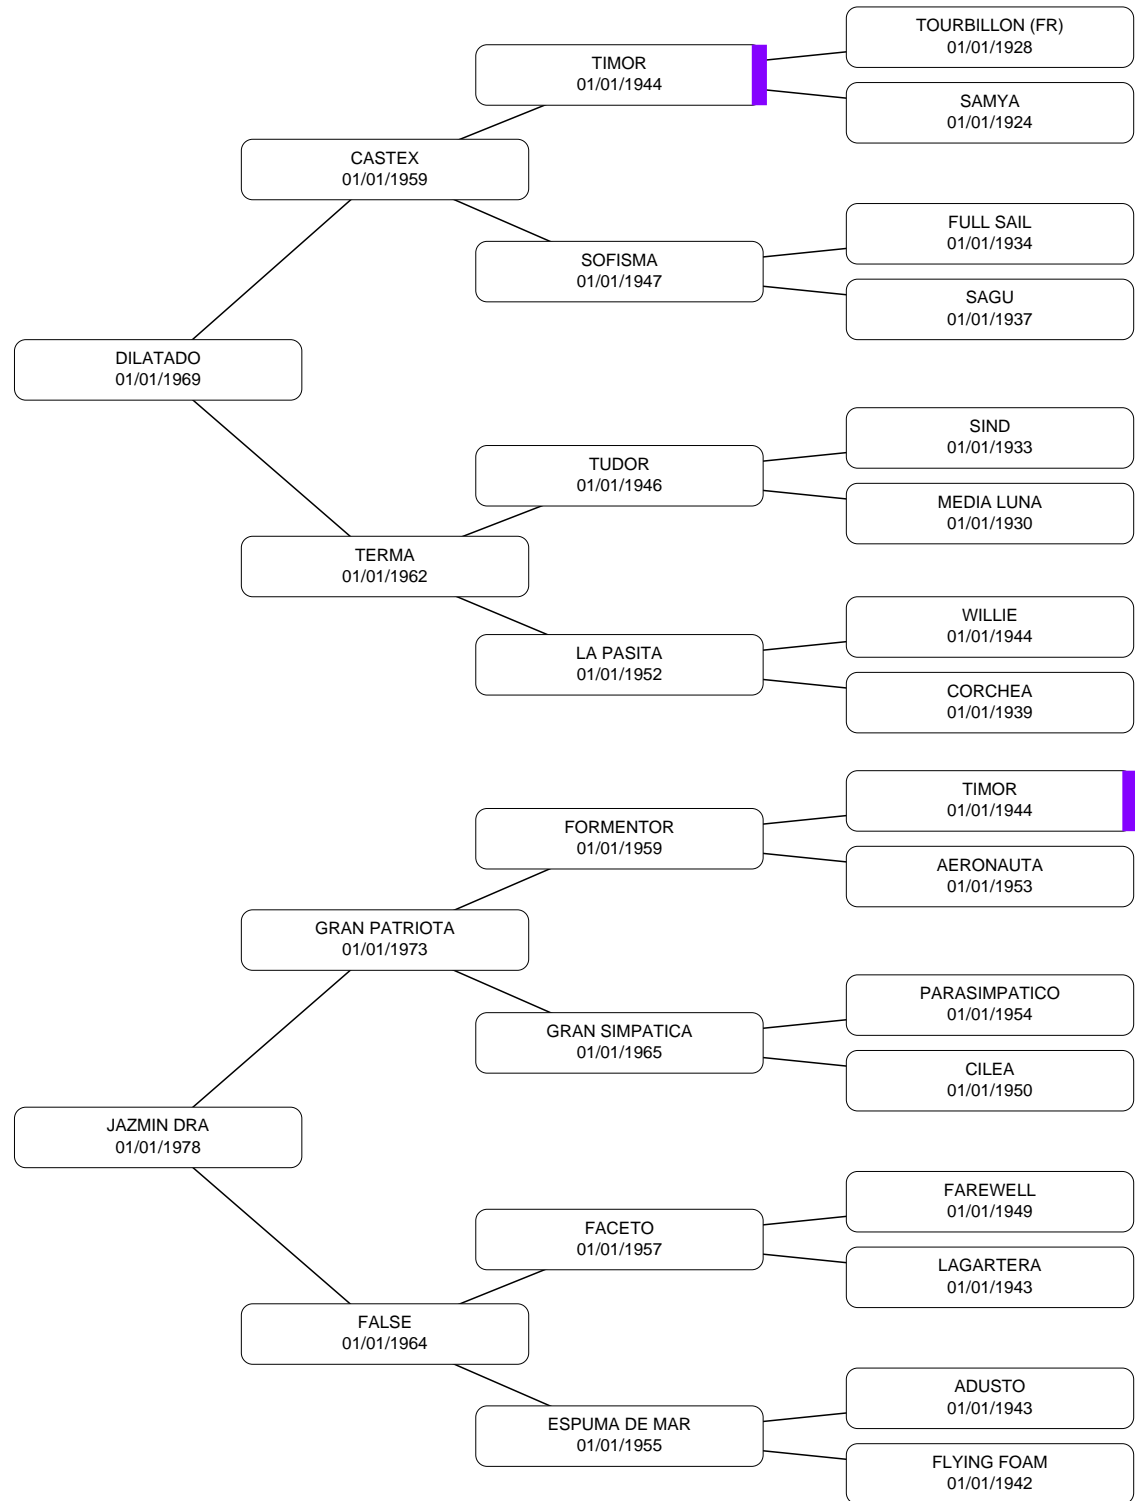 TOURBILLON (FR)
01/01/1928
TIMOR
01/01/1944
SAMYA
01/01/1924
CASTEX
01/01/1959
FULL SAIL
01/01/1934
SOFISMA
01/01/1947
SAGU
01/01/1937
DILATADO
01/01/1969
SIND
01/01/1933
TUDOR
01/01/1946
MEDIA LUNA
01/01/1930
TERMA
01/01/1962
WILLIE
01/01/1944
LA PASITA
01/01/1952
CORCHEA
01/01/1939
TIMOR
01/01/1944
FORMENTOR
01/01/1959
AERONAUTA
01/01/1953
GRAN PATRIOTA
01/01/1973
PARASIMPATICO
01/01/1954
GRAN SIMPATICA
01/01/1965
CILEA
01/01/1950
JAZMIN DRA
01/01/1978
FAREWELL
01/01/1949
FACETO
01/01/1957
LAGARTERA
01/01/1943
FALSE
01/01/1964
ADUSTO
01/01/1943
ESPUMA DE MAR
01/01/1955
FLYING FOAM
01/01/1942